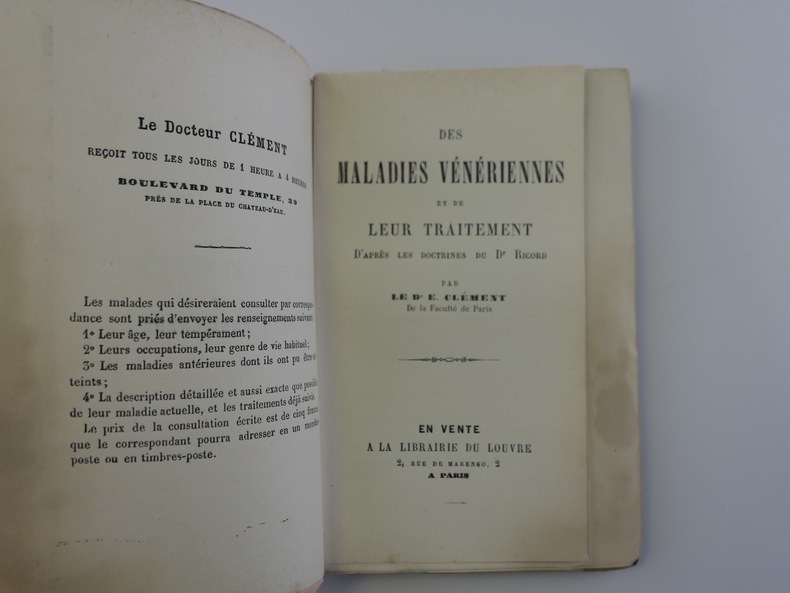 Le Docteur CLÉMENT
REÇOIT TOUS LES JOURS DE 1 HEURE A 4
BOULEVARD DU TEMPLE, 39
PRÉS DE LA PLACE DU CHATEAU-D'EAU.
Les malades qui désireraient consulter par correspon-
dance sont priés d'envoyer les renseignements suivants
1º Leur âge, leur tempérament ;
2º Leurs occupations, leur genre de vie habituel ;
3º Les maladies antérieures dont ils ont pu être
teints ;
4º La description détaillée et aussi exacte que possible
de leur maladie actuelle, et les traitements déjà suivis.
Le prix de la consultation écrite est de cinq francs
que le correspondant pourra adresser en un
poste ou en timbres-poste.
DES
MALADIES VÉNÉRIENNES
ET DE
LEUR TRAITEMENT
D'APRÈS LES DOCTRINES DU Dr RICORD
PAR
LE Dr E. CLÉMENT
De la Faculté de Paris
EN VENTE
A LA LIBRAIRIE DU LOUVRE
2, RUE DE MARENGO, 2
A PARIS